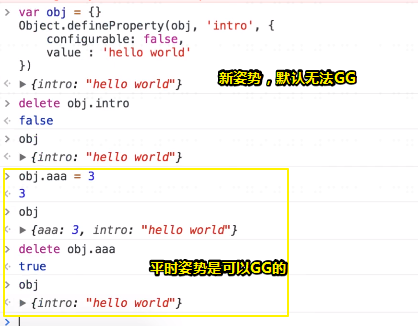 > var obj = {}
Object.defineProperty(obj, 'intro', {
configurable: false,
value : 'hello world'
})
{intro: "hello world"}
新姿势，默认无法GG
> delete obj.intro
false
> obj
{intro: "hello world"}
> obj.aaa = 3
3
> obj
{aaa: 3, intro: "hello world"}
> delete obj.aaa
true
平时姿势是可以GG的
> obj
{intro: "hello world"}
>